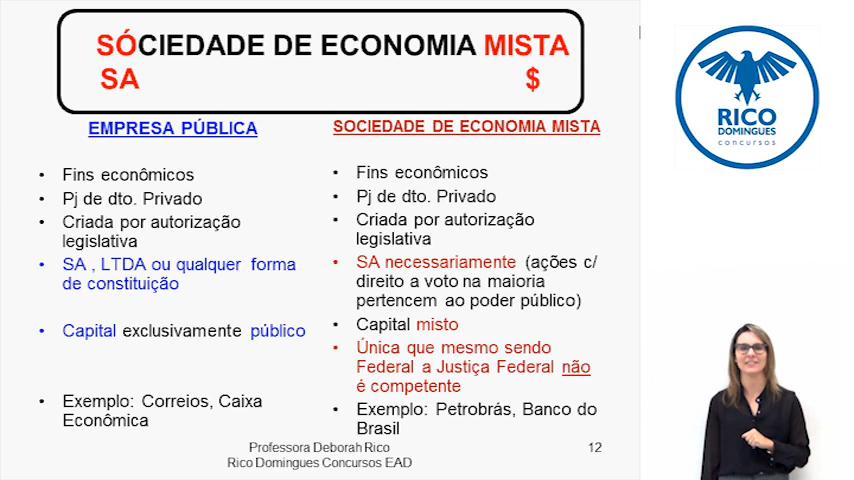 SÓCIEDADE DE ECONOMIA MISTA
SA $
EMPRESA PÚBLICA
• Fins econômicos
• Pj de dto. Privado
• Criada por autorização
legislativa
• SA , LTDA ou qualquer forma
de constituição
• Capital exclusivamente público
• Exemplo: Correios, Caixa
Econômica
SOCIEDADE DE ECONOMIA MISTA
• Fins econômicos
• Pj de dto. Privado
• Criada por autorização
legislativa
• SA necessariamente (ações c/
direito a voto na maioria
pertencem ao poder público)
• Capital misto
• Única que mesmo sendo
Federal a Justiça Federal não
é competente
• Exemplo: Petrobrás, Banco do
Brasil
Professora Deborah Rico
Rico Domingues Concursos EAD
12
RICO
DOMINGUES
concursos